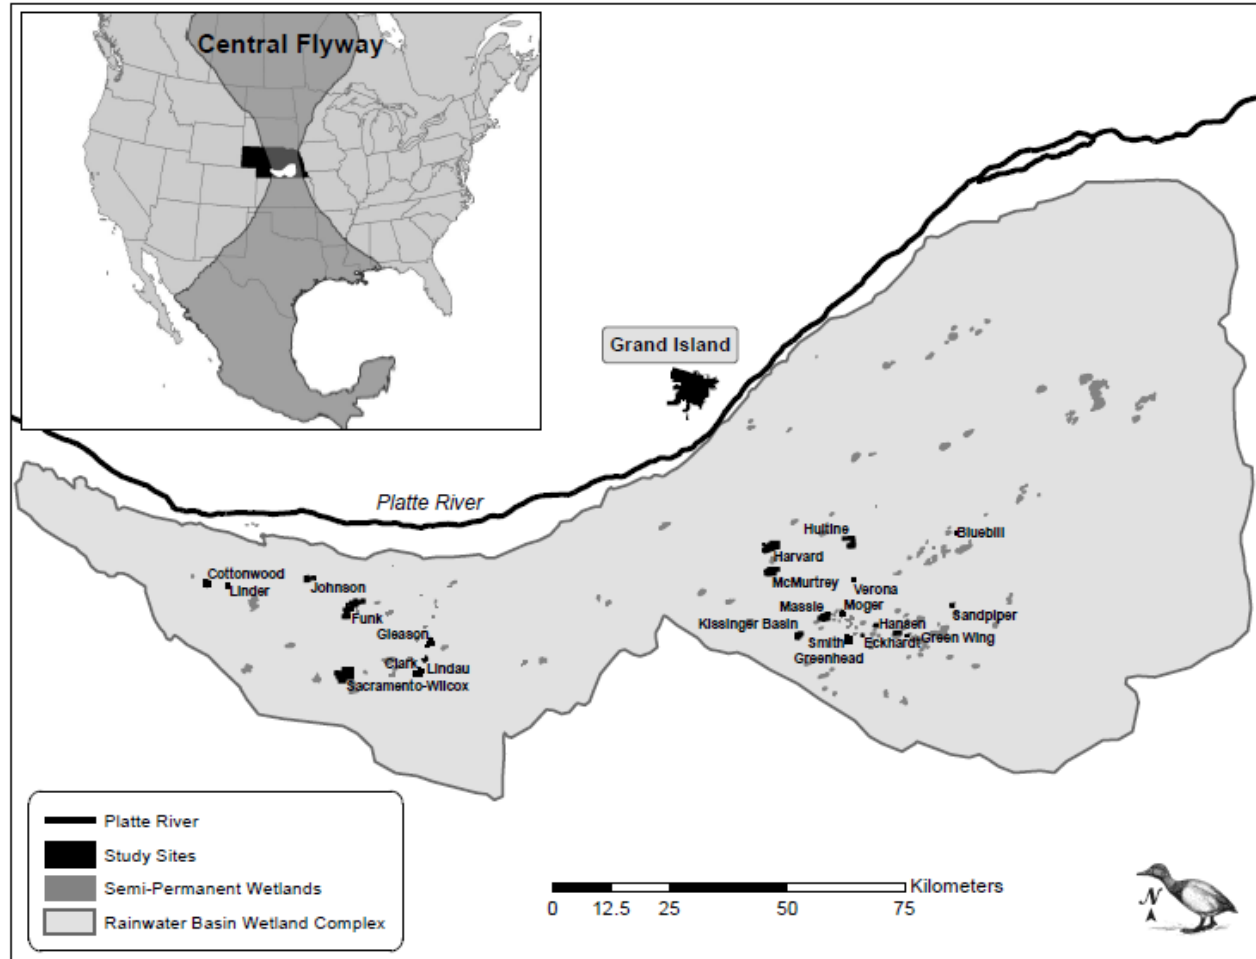 Central Flyway
Grand Island
Platte River
Hultine
Bluebill
Harvard
Cottonwood
McMurtrey
Linder
Johnson
Verona
Massie
Moger
Funk
Sandpiper
Kissinger Basin
Hansen
Gleason
Smith
Eckhardt
Green Wing
Greenhead
Clark
Lindau
Sacramento-Wilcox
Platte River
Study Sites
Semi-Permanent Wetlands
Rainwater Basin Wetland Complex
Kilometers
0 12.5 25 50 75
N